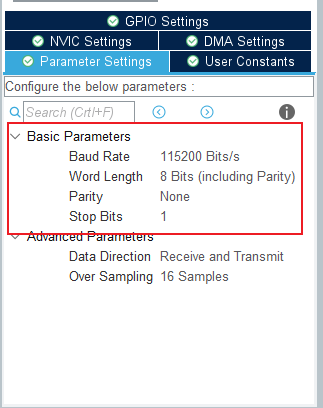 GPIO Settings
NVIC Settings DMA Settings
Parameter Settings User Constants
Configure the below parameters :
Search (Crtl+F)
Basic Parameters
Baud Rate 115200 Bits/s
Word Length 8 Bits (including Parity)
Parity None
Stop Bits 1
Advanced Parameters
Data Direction Receive and Transmit
Over Sampling 16 Samples